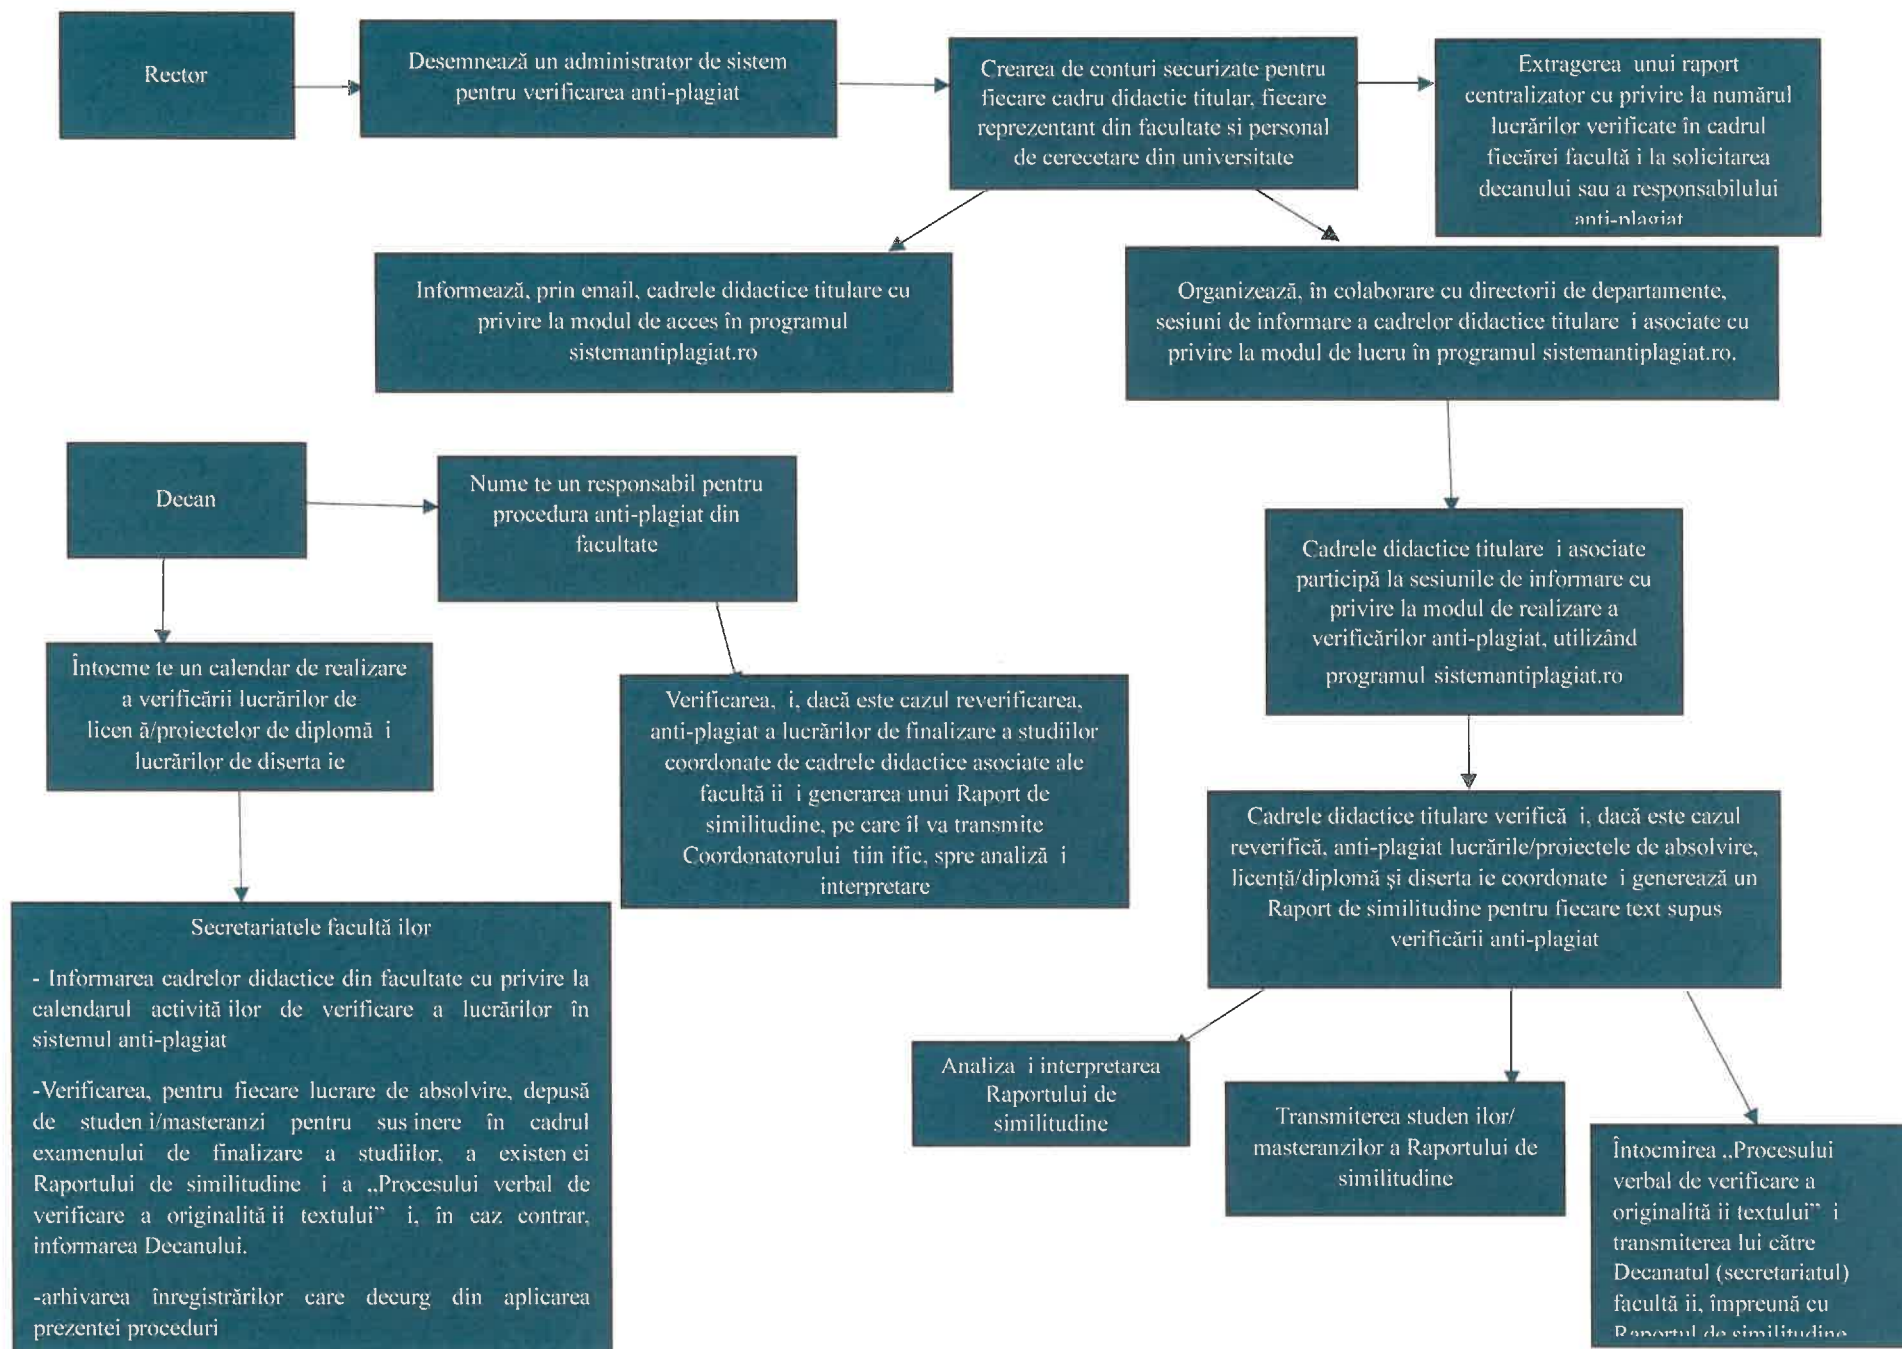 Rector
Desemnează un administrator de sistem
pentru verificarea anti-plagiat
Crearea de conturi securizate pentru
fiecare cadru didactic titular, fiecare
reprezentant din facultate si personal
de cerecetare din universitate
Extragerea unui raport
centralizator cu privire la numărul
lucrărilor verificate în cadrul
fiecărei facultă i la solicitarea
decanului sau a responsabilului
anti-plagiat
Informează, prin email, cadrele didactice titulare cu
privire la modul de acces în programul
sistemantiplagiat.ro
Organizează, în colaborare cu directorii de departamente,
sesiuni de informare a cadrelor didactice titulare i asociate cu
privire la modul de lucru în programul sistemantiplagiat.ro.
Decan
Nume te un responsabil pentru
procedura anti-plagiat din
facultate
Cadrele didactice titulare i asociate
participă la sesiunile de informare cu
privire la modul de realizare a
verificărilor anti-plagiat, utilizând
programul sistemantiplagiat.ro
Întocme te un calendar de realizare
a verificării lucrărilor de
licen ă/proiectelor de diplomă i
lucrărilor de diserta ie
Verificarea, i, dacă este cazul reverificarea,
anti-plagiat a lucrărilor de finalizare a studiilor
coordonate de cadrele didactice asociate ale
facultă ii i generarea unui Raport de
similitudine, pe care îl va transmite
Coordonatorului tiin ific, spre analiză i
interpretare
Cadrele didactice titulare verifică i, dacă este cazul
reverifică, anti-plagiat lucrările/proiectele de absolvire,
licență/diplomă și diserta ie coordonate i generează un
Raport de similitudine pentru fiecare text supus
verificării anti-plagiat
Secretariatele facultă ilor
- Informarea cadrelor didactice din facultate cu privire la
calendarul activită ilor de verificare a lucrărilor în
sistemul anti-plagiat
-Verificarea, pentru fiecare lucrare de absolvire, depusă
de studen i/masteranzi pentru sus inere în cadrul
examenului de finalizare a studiilor, a existen ei
Raportului de similitudine i a „Procesului verbal de
verificare a originalită ii textului” i, în caz contrar,
informarea Decanului.
-arhivarea înregistrărilor care decurg din aplicarea
prezentei proceduri
Analiza i interpretarea
Raportului de
similitudine
Transmiterea studen ilor/
masteranzilor a Raportului de
similitudine
Întocmirea „Procesului
verbal de verificare a
originalită ii textului” i
transmiterea lui către
Decanatul (secretariatul)
facultă ii, împreună cu
Raportul de similitudine